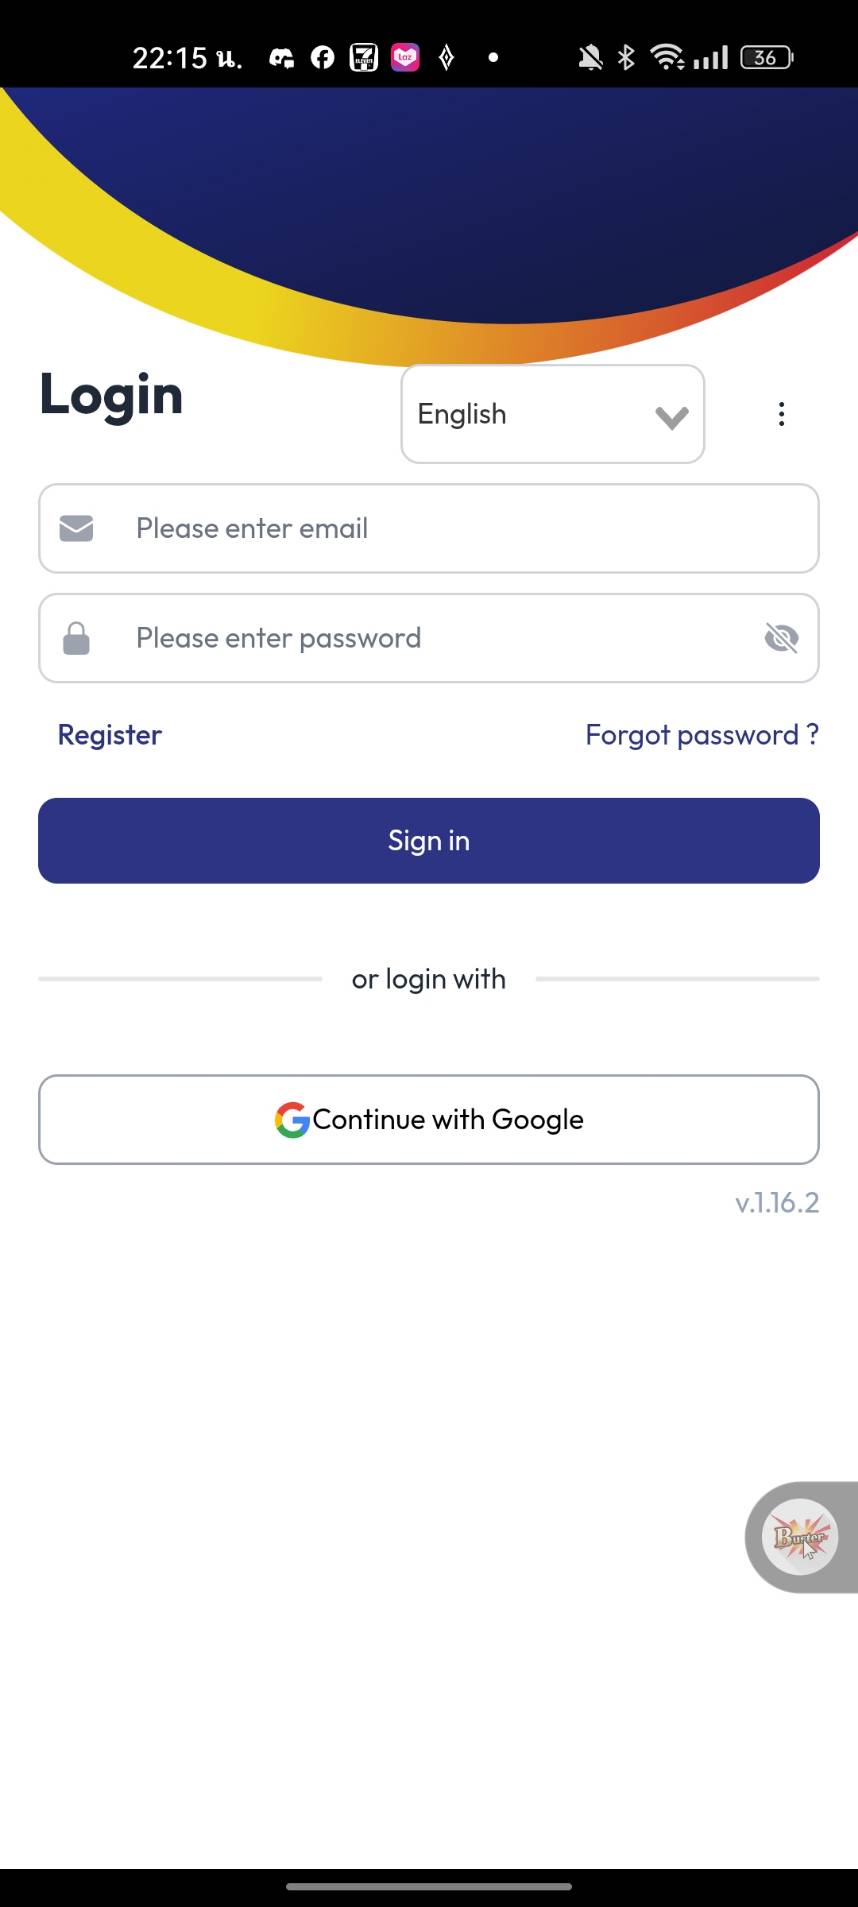 22:15 น.
36
Login
English
Please enter email
Please enter password
Register
Forgot password ?
Sign in
or login with
Continue with Google
v.1.16.2
Burter